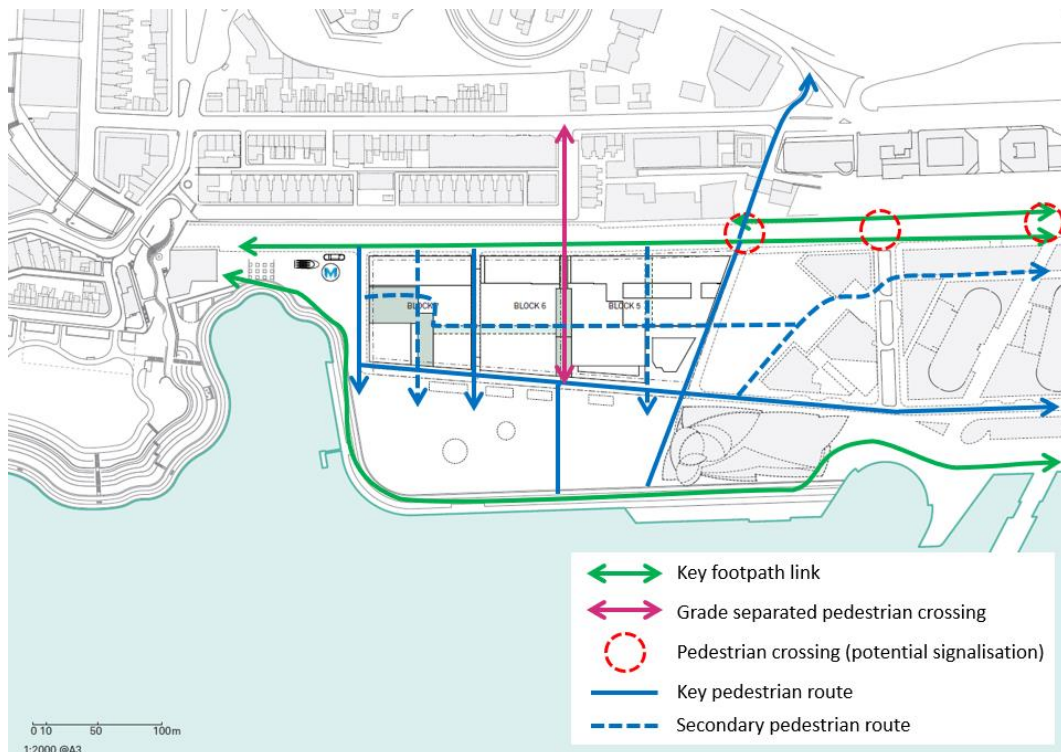 M
BLOCK 7
BLOCK 6
BLOCK 5
Key footpath link
Grade separated pedestrian crossing
Pedestrian crossing (potential signalisation)
Key pedestrian route
Secondary pedestrian route
0 10 50 100m
1:2000 @A3